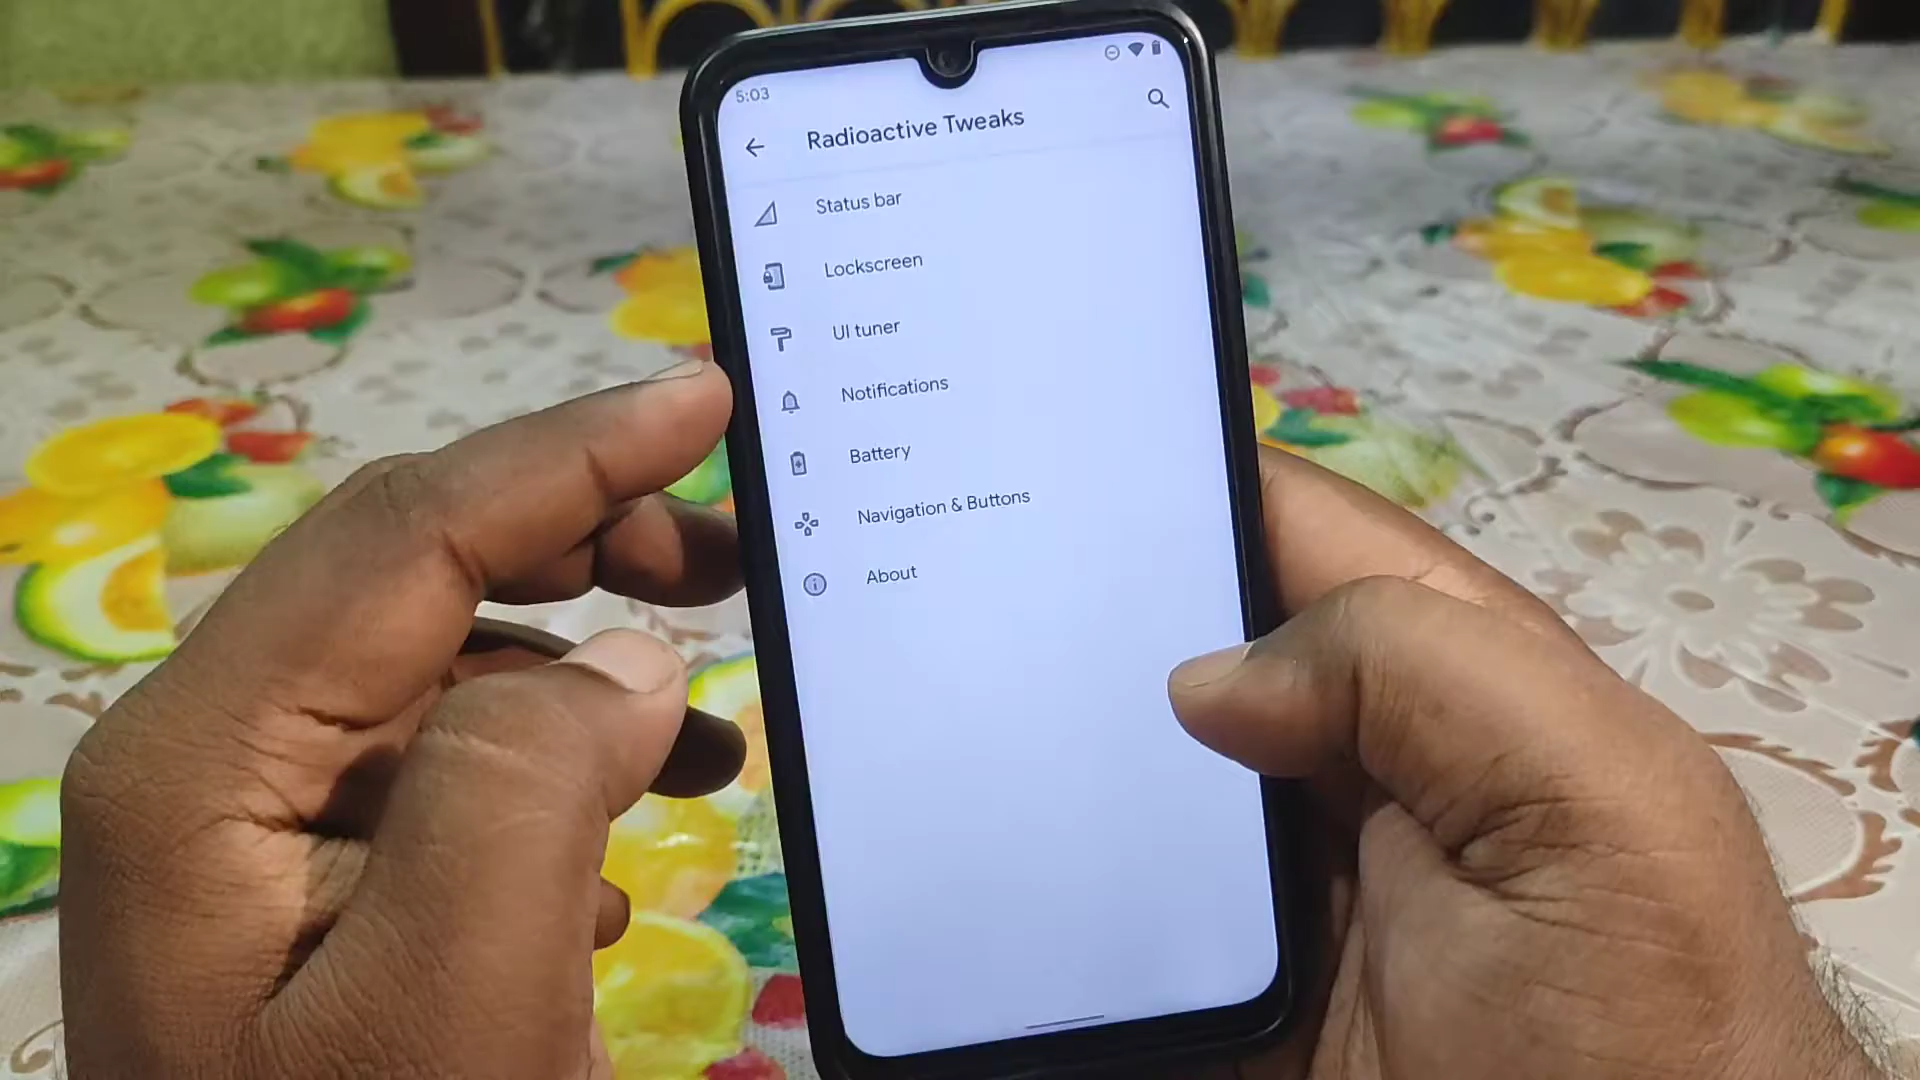 5:03
Radioactive Tweaks
Status bar
Lockscreen
UI tuner
Notifications
Battery
Navigation & Buttons
About